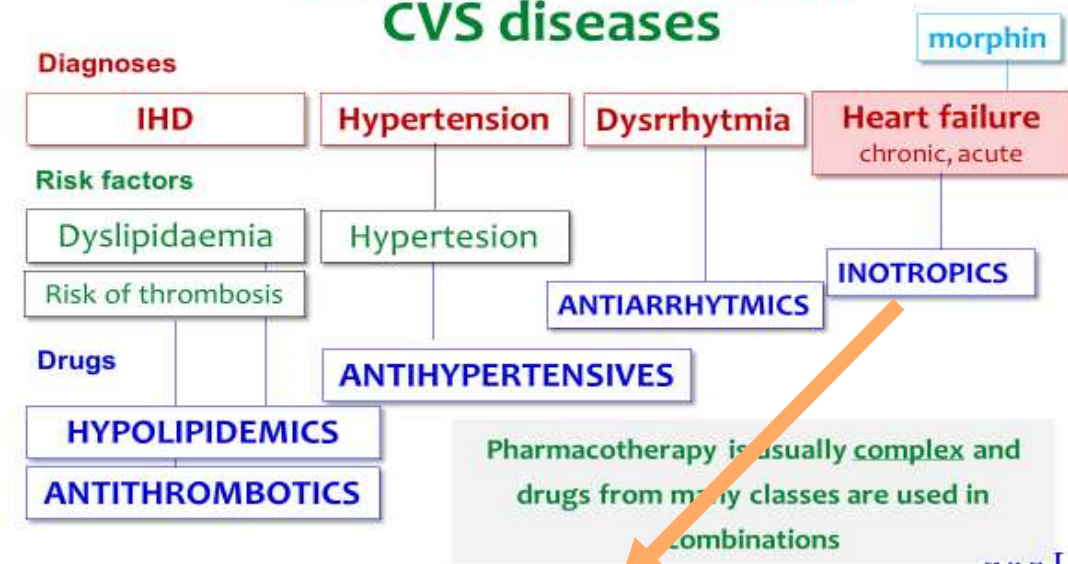 CVS diseases
morphin
Diagnoses
IHD
Hypertension
Dysrrhytmia
Heart failure
chronic, acute
Risk factors
Dyslipidaemia
Hypertesion
Risk of thrombosis
INOTROPICS
ANTIARRHYTMICS
Drugs
ANTIHYPERTENSIVES
HYPOLIPIDEMICS
ANTITHROMBOTICS
Pharmacotherapy is usually complex and
drugs from many classes are used in
combinations